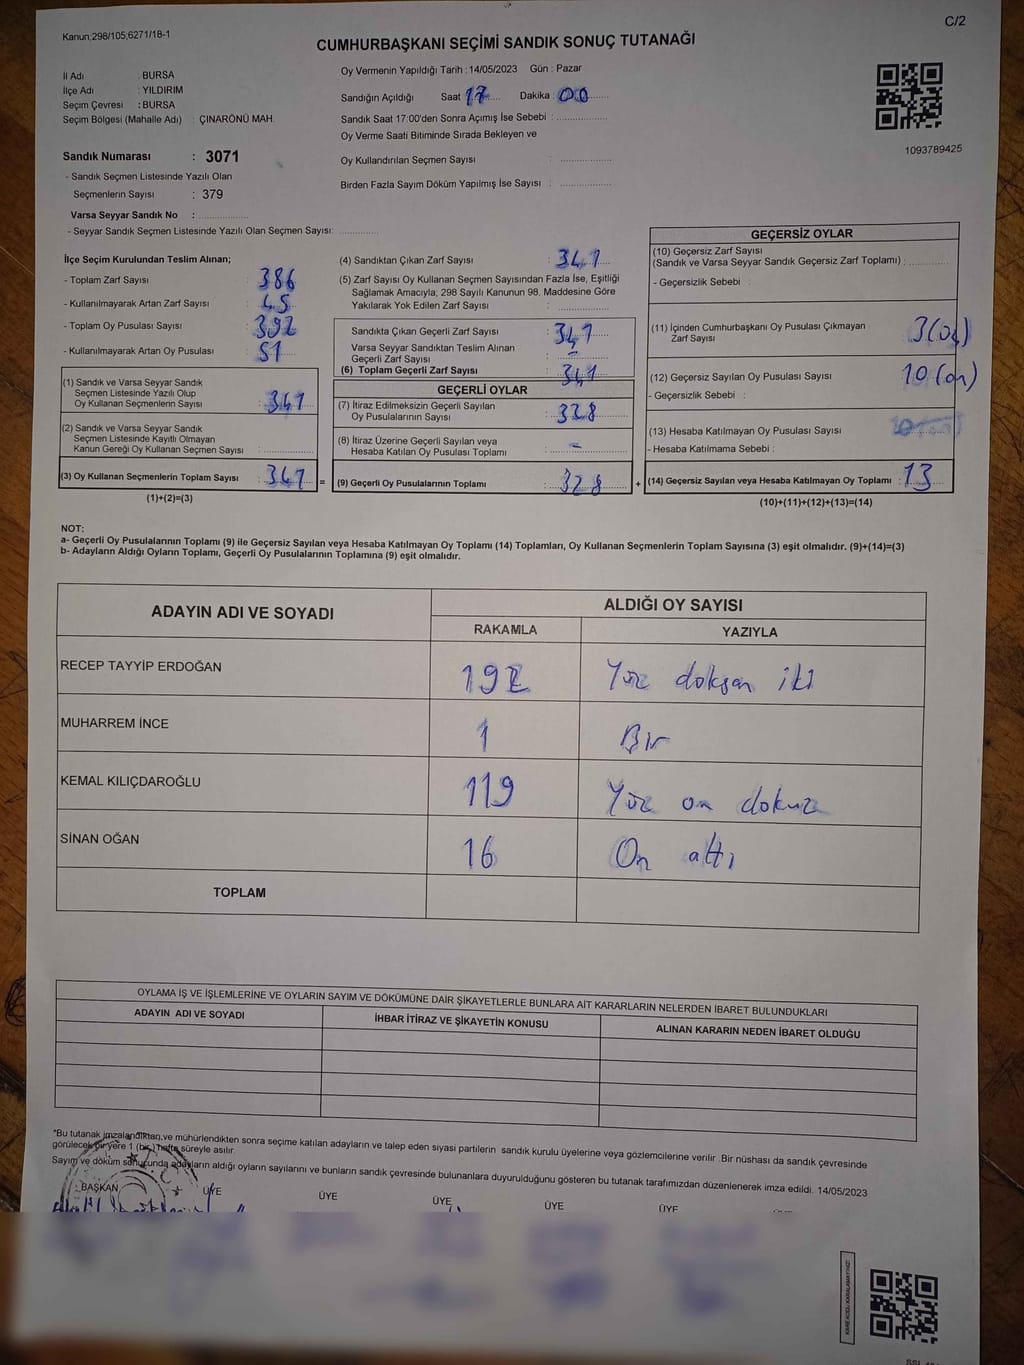 C/2
Kanun;298/105;6271/18-1
CUMHURBAŞKANI SEÇİMİ SANDIK SONUÇ TUTANAĞI
İl Adı : BURSA
İlçe Adı : YILDIRIM
Seçim Çevresi : BURSA
Seçim Bölgesi (Mahalle Adı) : ÇINARÖNÜ MAH.
Sandık Numarası : 3071
- Sandık Seçmen Listesinde Yazılı Olan
Seçmenlerin Sayısı : 379
Varsa Seyyar Sandık No : ..................
- Seyyar Sandık Seçmen Listesinde Yazılı Olan Seçmen Sayısı: ..............
Oy Vermenin Yapıldığı Tarih : 14/05/2023 Gün : Pazar
Sandığın Açıldığı Saat 17 Dakika : 00
Sandık Saat 17:00'den Sonra Açımış İse Sebebi : ..................
Oy Verme Saati Bitiminde Sırada Bekleyen ve
Oy Kullandırılan Seçmen Sayısı : ..................
Birden Fazla Sayım Döküm Yapılmış İse Sayısı : ..................
1093789425
İlçe Seçim Kurulundan Teslim Alınan;
- Toplam Zarf Sayısı : 386
- Kullanılmayarak Artan Zarf Sayısı : 45
- Toplam Oy Pusulası Sayısı : 392
- Kullanılmayarak Artan Oy Pusulası : 51
(1) Sandık ve Varsa Seyyar Sandık
Seçmen Listesinde Yazılı Olup
Oy Kullanan Seçmenlerin Sayısı : 341
(2) Sandık ve Varsa Seyyar Sandık
Seçmen Listesinde Kayıtlı Olmayan
Kanun Gereği Oy Kullanan Seçmen Sayısı : ..............
(3) Oy Kullanan Seçmenlerin Toplam Sayısı : 341 =
(1)+(2)=(3)
(4) Sandıktan Çıkan Zarf Sayısı : 341
(5) Zarf Sayısı Oy Kullanan Seçmen Sayısından Fazla İse, Eşitliği
Sağlamak Amacıyla, 298 Sayılı Kanunun 98. Maddesine Göre
Yakılarak Yok Edilen Zarf Sayısı : ..................
Sandıkta Çıkan Geçerli Zarf Sayısı : 341
Varsa Seyyar Sandıktan Teslim Alınan
Geçerli Zarf Sayısı : -
(6) Toplam Geçerli Zarf Sayısı : 341
GEÇERLİ OYLAR
(7) İtiraz Edilmeksizin Geçerli Sayılan
Oy Pusulalarının Sayısı : 328
(8) İtiraz Üzerine Geçerli Sayılan veya
Hesaba Katılan Oy Pusulası Toplamı : -
(9) Geçerli Oy Pusulalarının Toplamı : 328 +
GEÇERSİZ OYLAR
(10) Geçersiz Zarf Sayısı
(Sandık ve Varsa Seyyar Sandık Geçersiz Zarf Toplamı) : ..............
- Geçersizlik Sebebi :
(11) İçinden Cumhurbaşkanı Oy Pusulası Çıkmayan
Zarf Sayısı 3 (üç)
(12) Geçersiz Sayılan Oy Pusulası Sayısı : 10 (on)
- Geçersizlik Sebebi :
(13) Hesaba Katılmayan Oy Pusulası Sayısı :
- Hesaba Katılmama Sebebi :
(14) Geçersiz Sayılan veya Hesaba Katılmayan Oy Toplamı : 13
(10)+(11)+(12)+(13)=(14)
NOT:
a- Geçerli Oy Pusulalarının Toplamı (9) ile Geçersiz Sayılan veya Hesaba Katılmayan Oy Toplamı (14) Toplamları, Oy Kullanan Seçmenlerin Toplam Sayısına (3) eşit olmalıdır. (9)+(14)=(3)
b- Adayların Aldığı Oyların Toplamı, Geçerli Oy Pusulalarının Toplamına (9) eşit olmalıdır.
ADAYIN ADI VE SOYADI ALDIĞI OY SAYISI
RAKAMLA YAZIYLA
RECEP TAYYİP ERDOĞAN 192 Yüz doksan iki
MUHARREM İNCE 1 Bir
KEMAL KILIÇDAROĞLU 119 Yüz on dokuz
SİNAN OĞAN 16 On altı
TOPLAM
OYLAMA İŞ VE İŞLEMLERİNE VE OYLARIN SAYIM VE DÖKÜMÜNE DAİR ŞİKAYETLERLE BUNLARA AİT KARARLARIN NELERDEN İBARET BULUNDUKLARI
ADAYIN ADI VE SOYADI İHBAR İTİRAZ VE ŞİKAYETİN KONUSU ALINAN KARARIN NEDEN İBARET OLDUĞU
*Bu tutanak imzalandıktan ve mühürlendikten sonra seçime katılan adayların ve talep eden siyasi partilerin sandık kurulu üyelerine veya gözlemcilerine verilir. Bir nüshası da sandık çevresinde
görülecek bir yere 1 (bir) hafta süreyle asılır.
Sayım ve döküm sonucunda adayların aldığı oyların sayılarını ve bunların sandık çevresinde bulunanlara duyurulduğunu gösteren bu tutanak tarafımızdan düzenlenerek imza edildi. 14/05/2023
BAŞKAN ÜYE ÜYE ÜYE ÜYE ÜYE